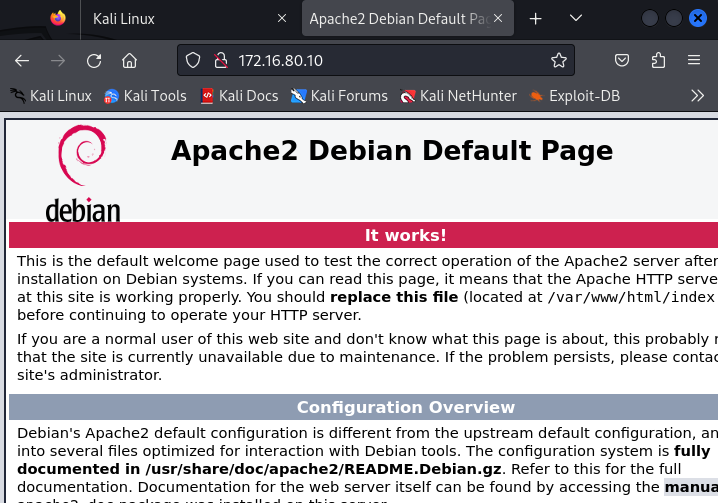 Kali Linux
Apache2 Debian Default Pag
172.16.80.10
Kali Linux Kali Tools Kali Docs Kali Forums Kali NetHunter Exploit-DB
debian
Apache2 Debian Default Page
It works!
This is the default welcome page used to test the correct operation of the Apache2 server after
installation on Debian systems. If you can read this page, it means that the Apache HTTP serve
at this site is working properly. You should replace this file (located at /var/www/html/index
before continuing to operate your HTTP server.
If you are a normal user of this web site and don't know what this page is about, this probably
that the site is currently unavailable due to maintenance. If the problem persists, please contac
site's administrator.
Configuration Overview
Debian's Apache2 default configuration is different from the upstream default configuration, an
into several files optimized for interaction with Debian tools. The configuration system is fully
documented in /usr/share/doc/apache2/README.Debian.gz. Refer to this for the full
documentation. Documentation for the web server itself can be found by accessing the manua
apache2-doc package was installed on this server.